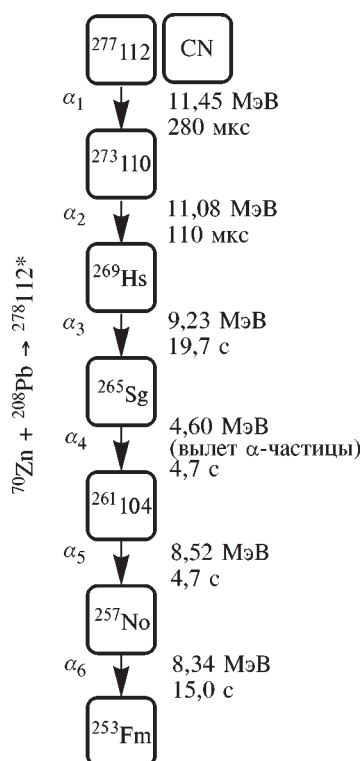 ²⁷⁷112 CN
α₁ 11,45 МэВ
280 мкс
²⁷³110
α₂ 11,08 МэВ
110 мкс
²⁶⁹Hs
α₃ 9,23 МэВ
19,7 с
²⁶⁵Sg
α₄ 4,60 МэВ
(вылет α-частицы)
4,7 с
²⁶¹104
α₅ 8,52 МэВ
4,7 с
²⁵⁷No
α₆ 8,34 МэВ
15,0 с
²⁵³Fm
⁷⁰Zn + ²⁰⁸Pb → ²⁷⁸112*